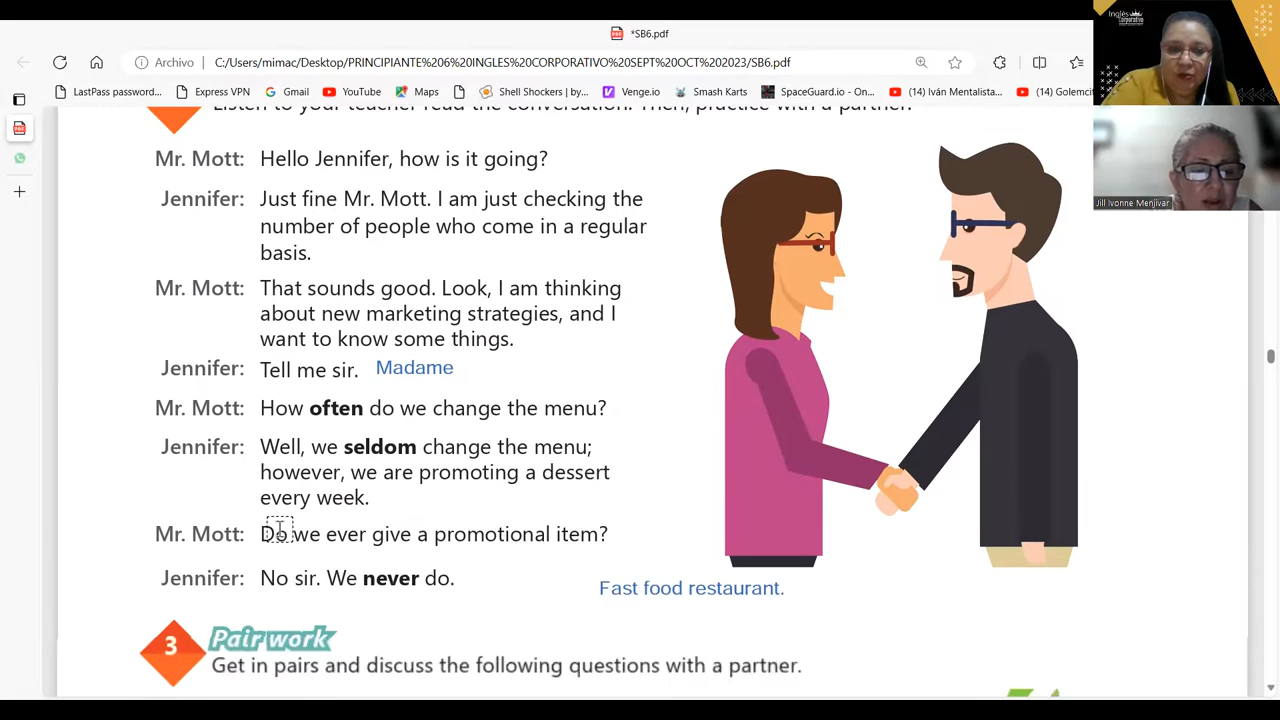 *SB6.pdf
Archivo
C:/Users/mimac/Desktop/PRINCIPIANTE%206%20INGLES%20CORPORATIVO%20SEPT%20OCT%202023/SB6.pdf
LastPass password...
Express VPN
Gmail
YouTube
Maps
Shell Shockers | by...
Venge.io
Smash Karts
SpaceGuard.io - On...
(14) Iván Mentalista...
(14) Golemcit
Inglés
Corporativo
Jill Ivonne Menjívar
Listen to your teacher read the conversation. Then, practice with a partner.
Mr. Mott: Hello Jennifer, how is it going?
Jennifer: Just fine Mr. Mott. I am just checking the
number of people who come in a regular
basis.
Mr. Mott: That sounds good. Look, I am thinking
about new marketing strategies, and I
want to know some things.
Jennifer: Tell me sir. Madame
Mr. Mott: How often do we change the menu?
Jennifer: Well, we seldom change the menu;
however, we are promoting a dessert
every week.
Mr. Mott: Do we ever give a promotional item?
Jennifer: No sir. We never do.
Fast food restaurant.
3
Pair work
Get in pairs and discuss the following questions with a partner.